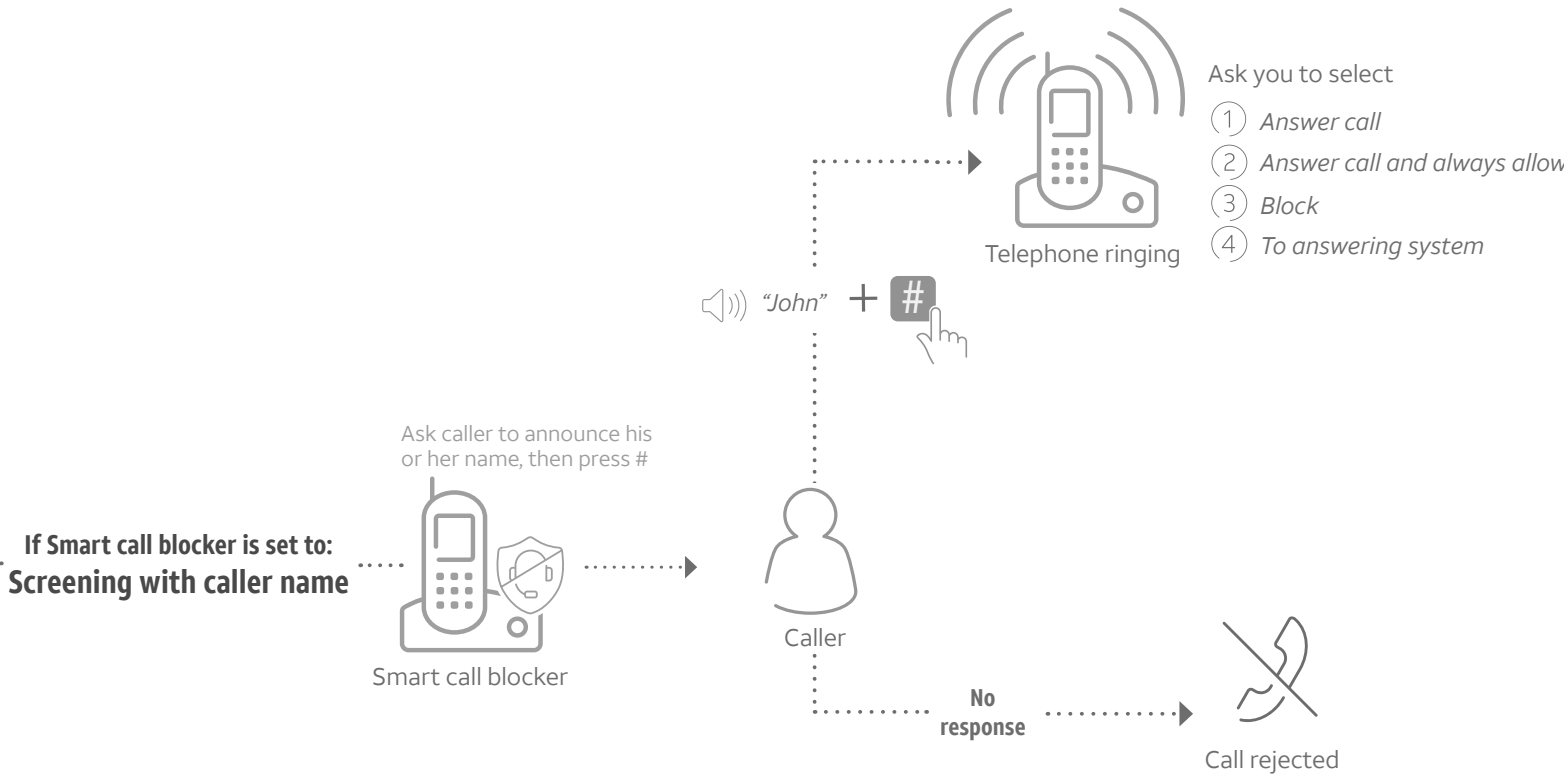 Ask you to select
1 Answer call
2 Answer call and always allow
3 Block
4 To answering system
Telephone ringing
“John” + #
Ask caller to announce his
or her name, then press #
If Smart call blocker is set to:
Screening with caller name
Smart call blocker
Caller
No
response
Call rejected